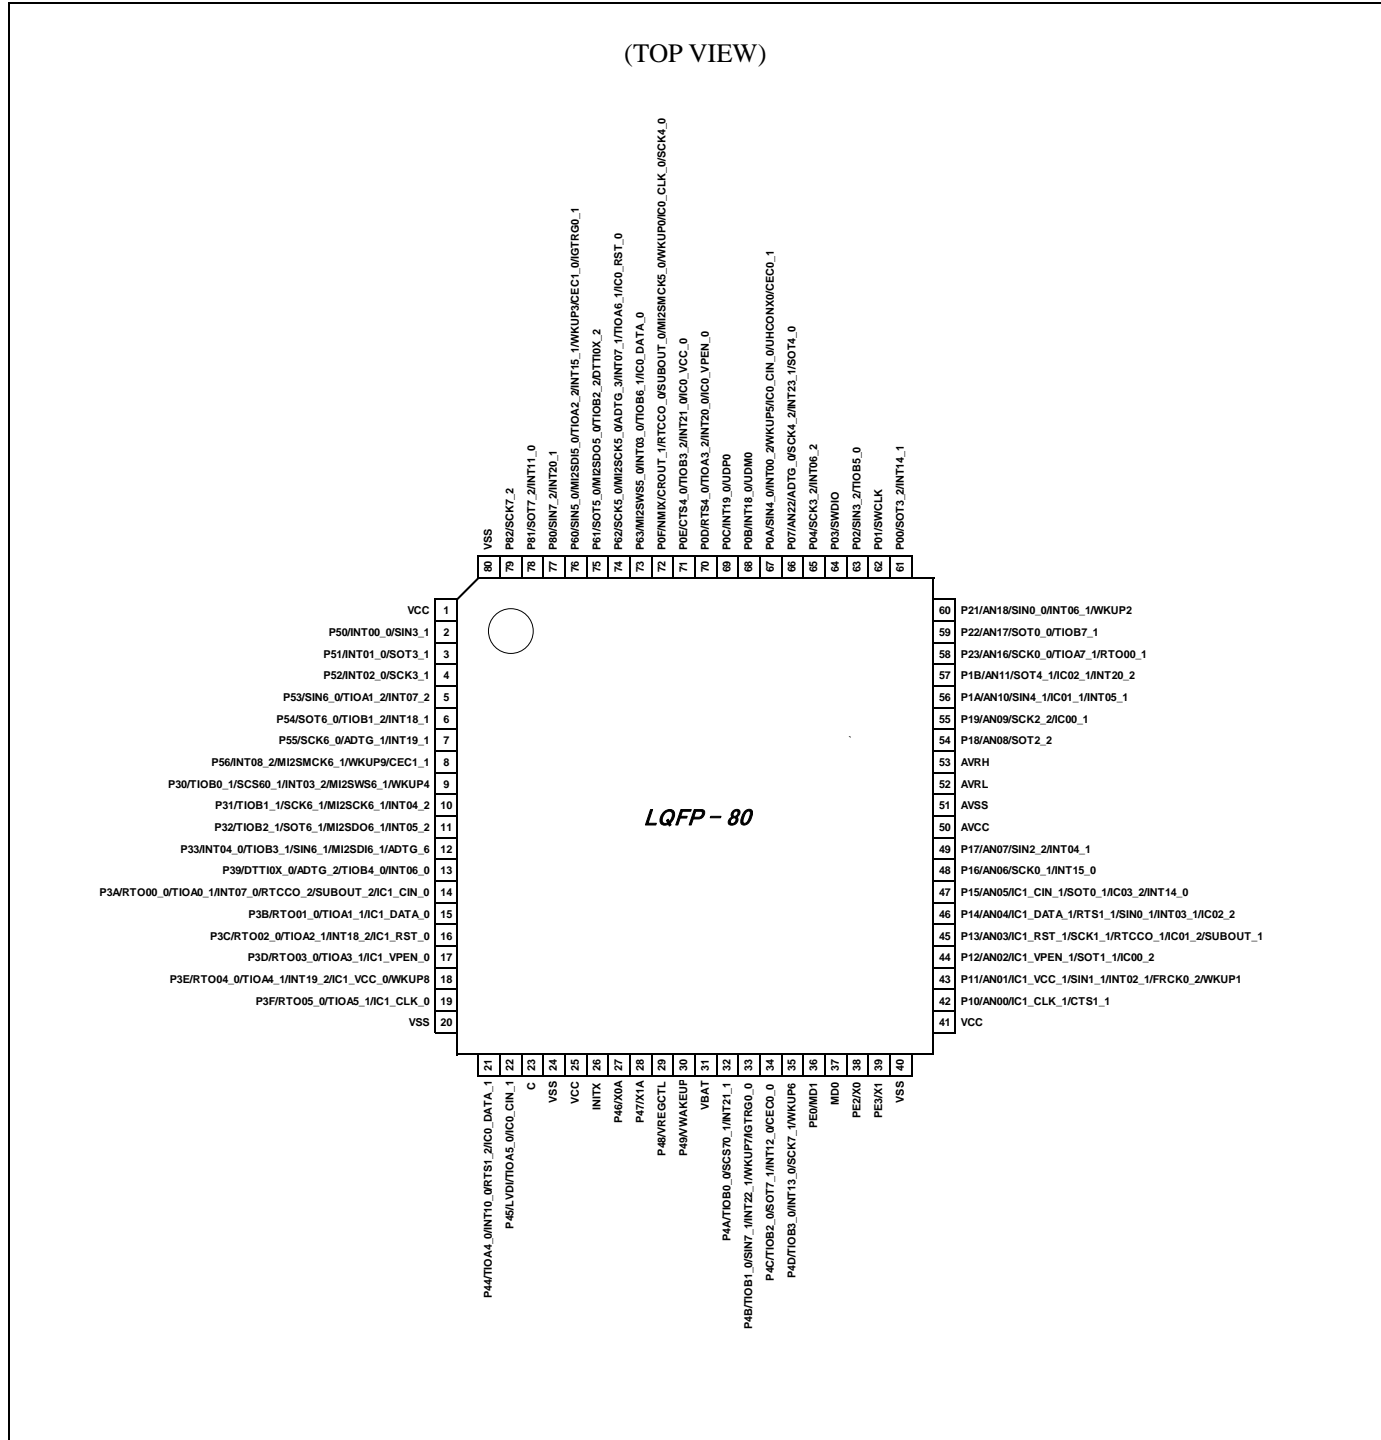 (TOP VIEW)
VSS
P82/SCK7_2
P81/SOT7_2/INT11_0
P80/SIN7_2/INT20_1
P60/SIN5_0/MI2SDI5_0/TIOA2_2/INT15_1/WKUP3/CEC1_0/IGTRG0_1
P61/SOT5_0/MI2SDO5_0/TIOB2_2/DTTI0X_2
P62/SCK5_0/MI2SCK5_0/ADTG_3/INT07_1/TIOA6_1/IC0_RST_0
P63/MI2SWS5_0/INT03_0/TIOB6_1/IC0_DATA_0
P0F/NMIX/CROUT_1/RTCCO_0/SUBOUT_0/MI2SMCK5_0/WKUP0/IC0_CLK_0/SCK4_0
P0E/CTS4_0/TIOB3_2/INT21_0/IC0_VCC_0
P0D/RTS4_0/TIOA3_2/INT20_0/IC0_VPEN_0
P0C/INT19_0/UDP0
P0B/INT18_0/UDM0
P0A/SIN4_0/INT00_2/WKUP5/IC0_CIN_0/UHCONX0/CEC0_1
P07/AN22/ADTG_0/SCK4_2/INT23_1/SOT4_0
P04/SCK3_2/INT06_2
P03/SWDIO
P02/SIN3_2/TIOB5_0
P01/SWCLK
P00/SOT3_2/INT14_1
80 79 78 77 76 75 74 73 72 71 70 69 68 67 66 65 64 63 62 61
VCC 1
P50/INT00_0/SIN3_1 2
P51/INT01_0/SOT3_1 3
P52/INT02_0/SCK3_1 4
P53/SIN6_0/TIOA1_2/INT07_2 5
P54/SOT6_0/TIOB1_2/INT18_1 6
P55/SCK6_0/ADTG_1/INT19_1 7
P56/INT08_2/MI2SMCK6_1/WKUP9/CEC1_1 8
P30/TIOB0_1/SCS60_1/INT03_2/MI2SWS6_1/WKUP4 9
P31/TIOB1_1/SCK6_1/MI2SCK6_1/INT04_2 10
P32/TIOB2_1/SOT6_1/MI2SDO6_1/INT05_2 11
P33/INT04_0/TIOB3_1/SIN6_1/MI2SDI6_1/ADTG_6 12
P39/DTTI0X_0/ADTG_2/TIOB4_0/INT06_0 13
P3A/RTO00_0/TIOA0_1/INT07_0/RTCCO_2/SUBOUT_2/IC1_CIN_0 14
P3B/RTO01_0/TIOA1_1/IC1_DATA_0 15
P3C/RTO02_0/TIOA2_1/INT18_2/IC1_RST_0 16
P3D/RTO03_0/TIOA3_1/IC1_VPEN_0 17
P3E/RTO04_0/TIOA4_1/INT19_2/IC1_VCC_0/WKUP8 18
P3F/RTO05_0/TIOA5_1/IC1_CLK_0 19
VSS 20
LQFP - 80
60 P21/AN18/SIN0_0/INT06_1/WKUP2
59 P22/AN17/SOT0_0/TIOB7_1
58 P23/AN16/SCK0_0/TIOA7_1/RTO00_1
57 P1B/AN11/SOT4_1/IC02_1/INT20_2
56 P1A/AN10/SIN4_1/IC01_1/INT05_1
55 P19/AN09/SCK2_2/IC00_1
54 P18/AN08/SOT2_2
53 AVRH
52 AVRL
51 AVSS
50 AVCC
49 P17/AN07/SIN2_2/INT04_1
48 P16/AN06/SCK0_1/INT15_0
47 P15/AN05/IC1_CIN_1/SOT0_1/IC03_2/INT14_0
46 P14/AN04/IC1_DATA_1/RTS1_1/SIN0_1/INT03_1/IC02_2
45 P13/AN03/IC1_RST_1/SCK1_1/RTCCO_1/IC01_2/SUBOUT_1
44 P12/AN02/IC1_VPEN_1/SOT1_1/IC00_2
43 P11/AN01/IC1_VCC_1/SIN1_1/INT02_1/FRCK0_2/WKUP1
42 P10/AN00/IC1_CLK_1/CTS1_1
41 VCC
21 22 23 24 25 26 27 28 29 30 31 32 33 34 35 36 37 38 39 40
P44/TIOA4_0/INT10_0/RTS1_2/IC0_DATA_1
P45/LVDI/TIOA5_0/IC0_CIN_1
C
VSS
VCC
INITX
P46/X0A
P47/X1A
P48/VREGCTL
P49/VWAKEUP
VBAT
P4A/TIOB0_0/SCS70_1/INT21_1
P4B/TIOB1_0/SIN7_1/INT22_1/WKUP7/IGTRG0_0
P4C/TIOB2_0/SOT7_1/INT12_0/CEC0_0
P4D/TIOB3_0/INT13_0/SCK7_1/WKUP6
PE0/MD1
MD0
PE2/X0
PE3/X1
VSS